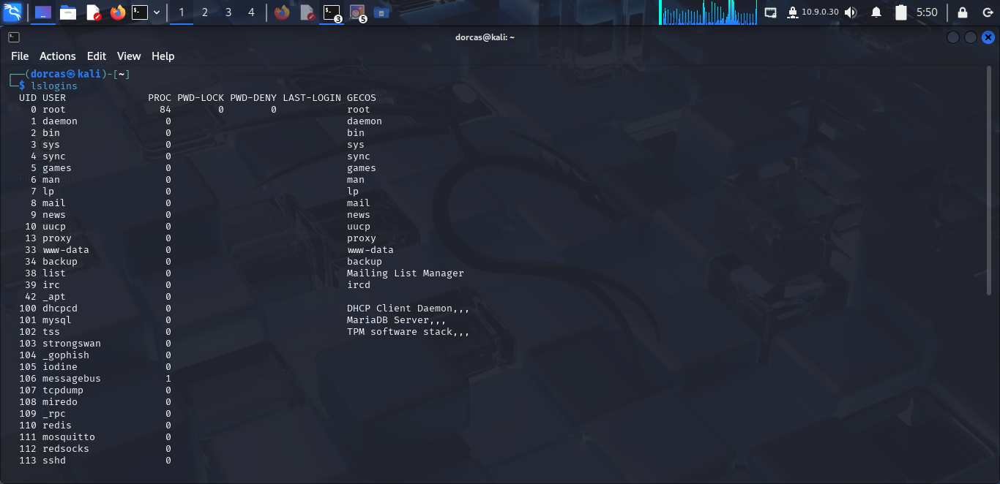 1 2 3 4 3 5 10.9.0.30 5:50
dorcas@kali: ~
File Actions Edit View Help
┌──(dorcas㉿kali)-[~]
└─$ lslogins
UID USER PROC PWD-LOCK PWD-DENY LAST-LOGIN GECOS
0 root 84 0 0 root
1 daemon 0 daemon
2 bin 0 bin
3 sys 0 sys
4 sync 0 sync
5 games 0 games
6 man 0 man
7 lp 0 lp
8 mail 0 mail
9 news 0 news
10 uucp 0 uucp
13 proxy 0 proxy
33 www-data 0 www-data
34 backup 0 backup
38 list 0 Mailing List Manager
39 irc 0 ircd
42 _apt 0
100 dhcpcd 0 DHCP Client Daemon,,,
101 mysql 0 MariaDB Server,,,
102 tss 0 TPM software stack,,,
103 strongswan 0
104 _gophish 0
105 iodine 0
106 messagebus 1
107 tcpdump 0
108 miredo 0
109 _rpc 0
110 redis 0
111 mosquitto 0
112 redsocks 0
113 sshd 0